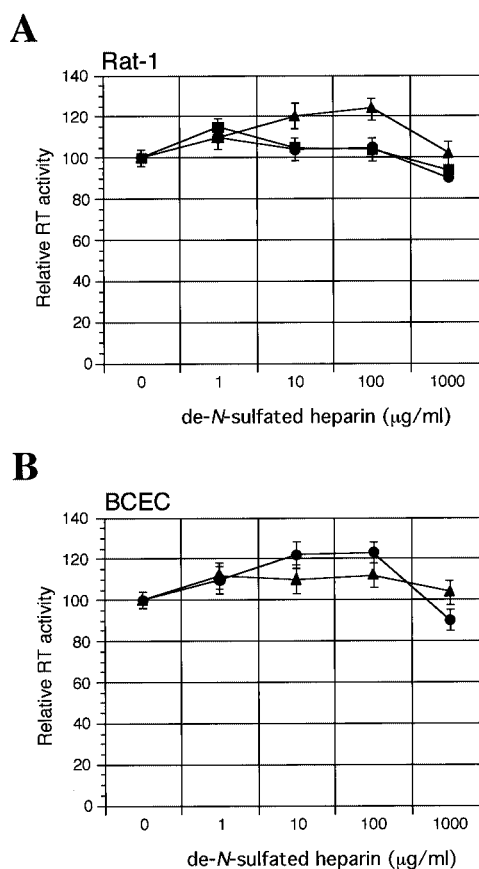 A
Rat-1
140
120
100
80
60
40
20
0
Relative RT activity
0 1 10 100 1000
de-N-sulfated heparin (μg/ml)
B
BCEC
140
120
100
80
60
40
20
0
Relative RT activity
0 1 10 100 1000
de-N-sulfated heparin (μg/ml)